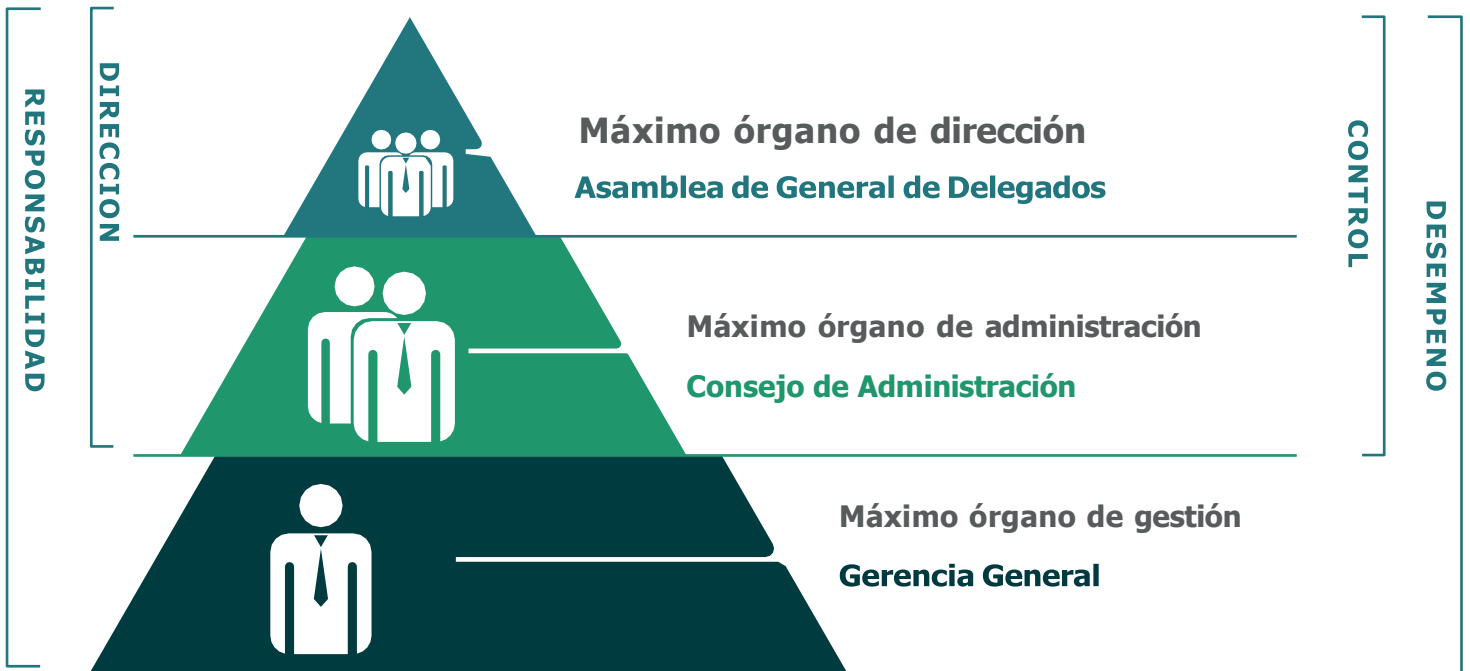 RESPONSABILIDAD
DIRECCION
Máximo órgano de dirección
Asamblea de General de Delegados
Máximo órgano de administración
Consejo de Administración
Máximo órgano de gestión
Gerencia General
CONTROL
DESEMPENO